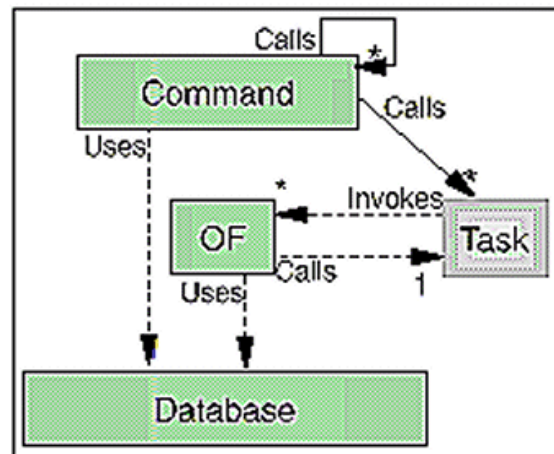 Calls
*
Command
Calls
Uses
*
*
Invokes
OF
Task
Calls
1
Uses
Database